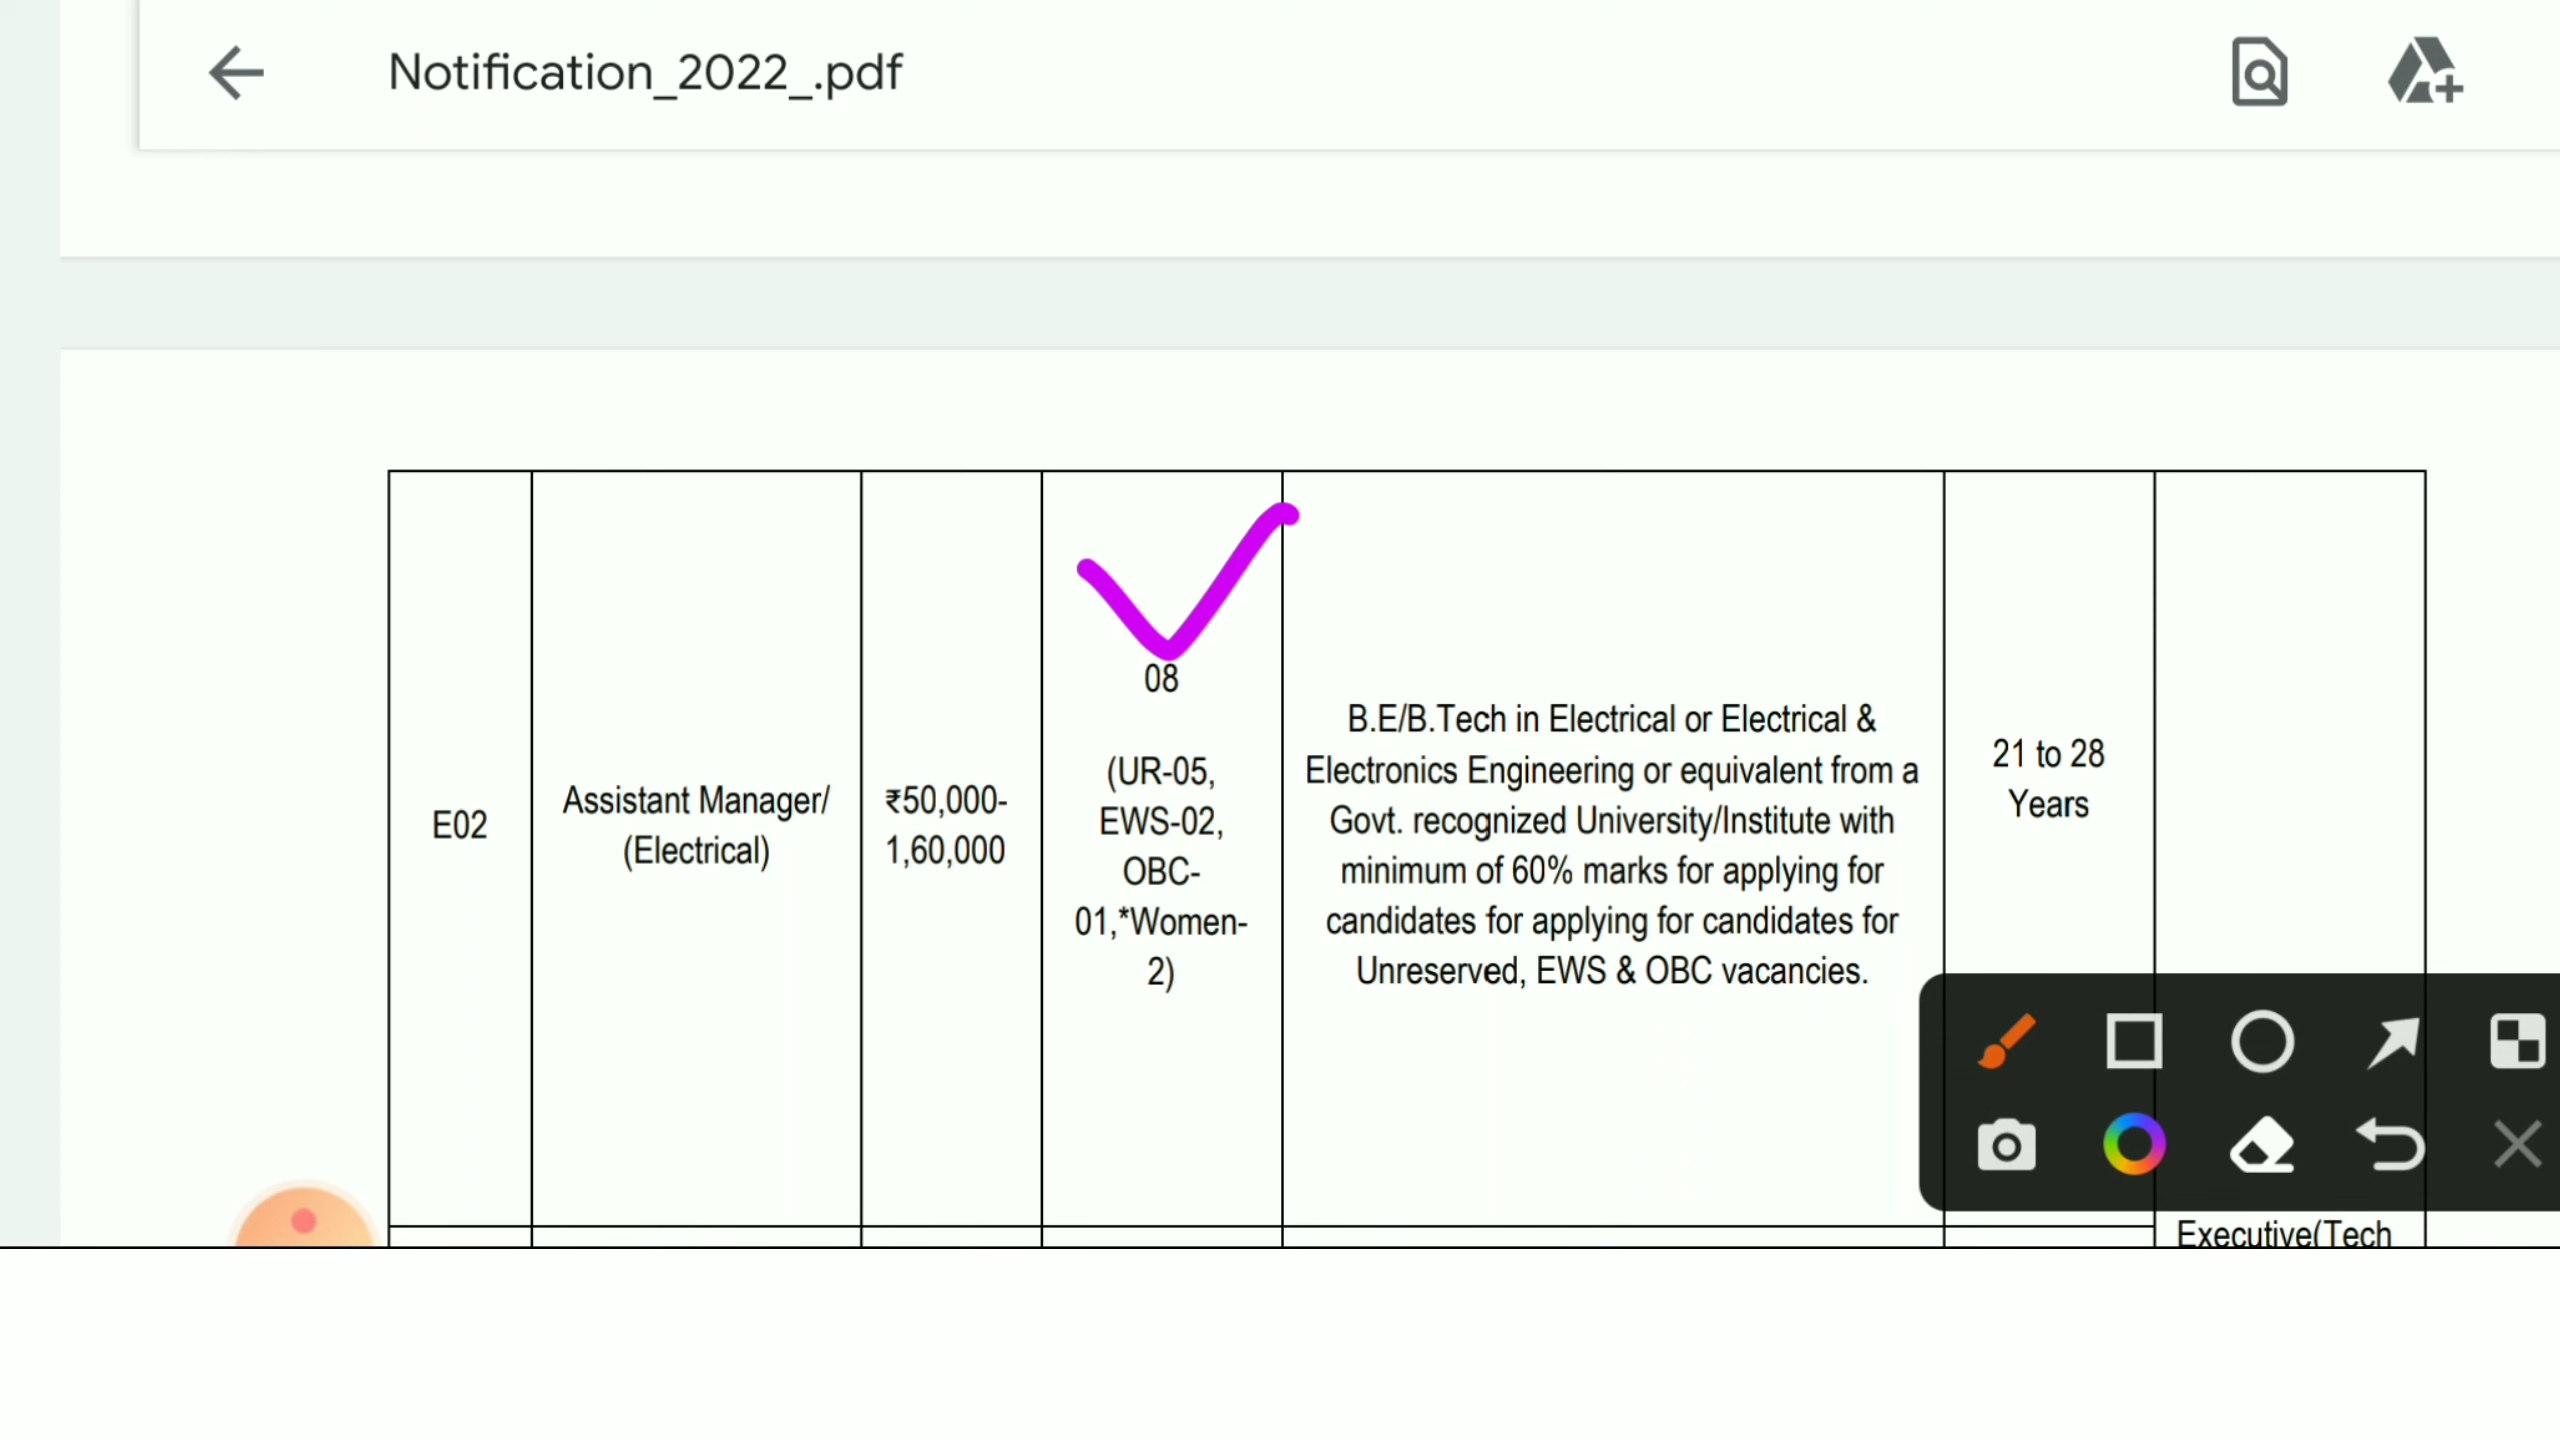 Notification_2022_.pdf
E02
Assistant Manager/
(Electrical)
₹50,000-
1,60,000
08
(UR-05,
EWS-02,
OBC-
01,*Women-
2)
B.E/B.Tech in Electrical or Electrical &
Electronics Engineering or equivalent from a
Govt. recognized University/Institute with
minimum of 60% marks for applying for
candidates for applying for candidates for
Unreserved, EWS & OBC vacancies.
21 to 28
Years
Executive(Tech